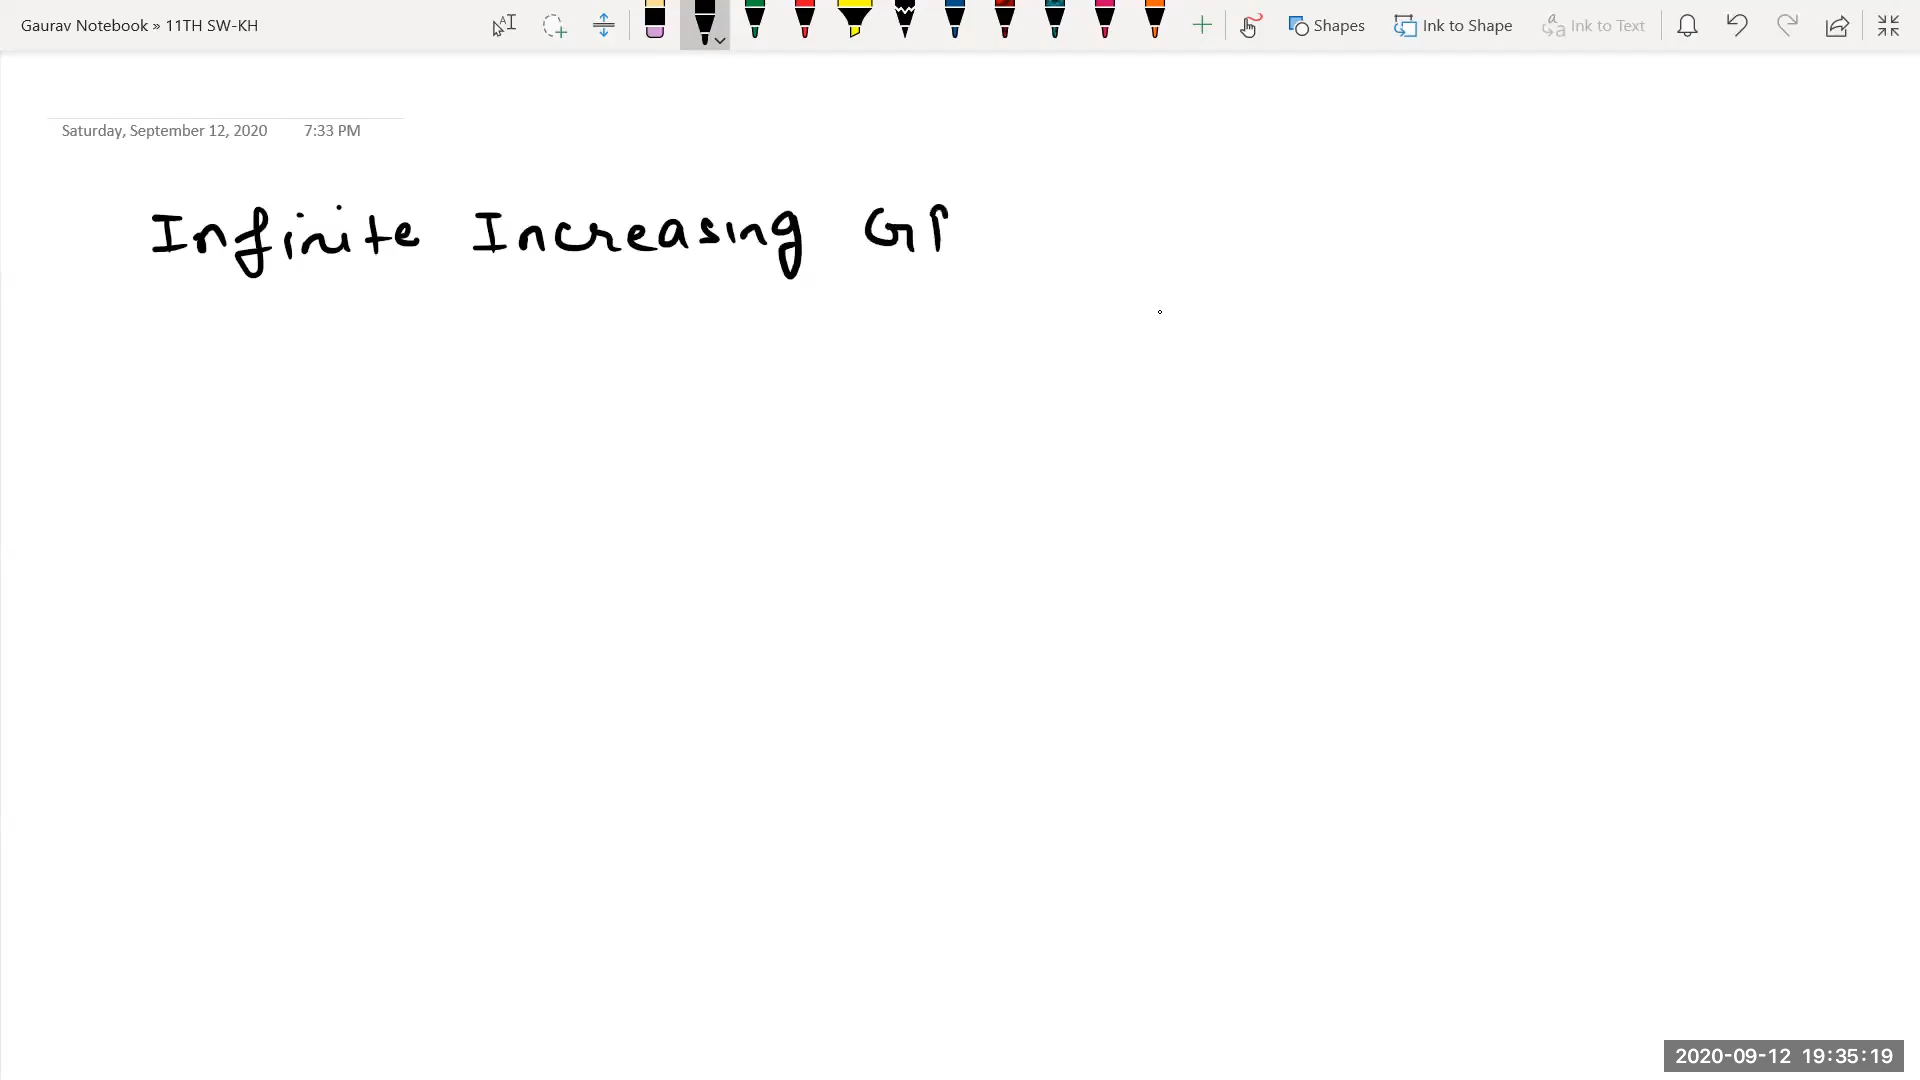 Gaurav Notebook » 11TH SW-KH Shapes Ink to Shape Ink to Text
Saturday, September 12, 2020 7:33 PM
Infinite Increasing GP
2020-09-12 19:35:19